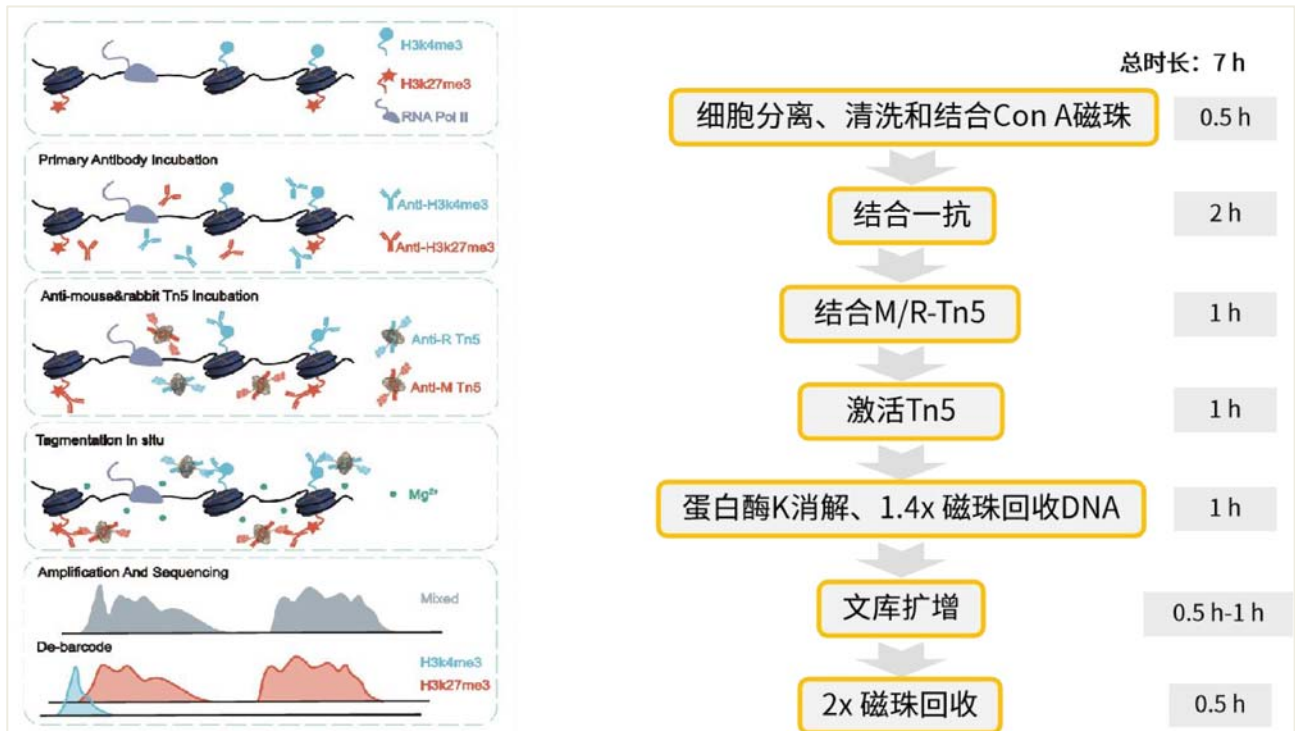 H3k4me3
H3k27me3
RNA Pol II
Primary Antibody Incubation
Anti-H3k4me3
Anti-H3k27me3
Anti-mouse&rabbit Tn5 Incubation
Anti-R Tn5
Anti-M Tn5
Tagmentation In situ
Mg²⁺
Amplification And Sequencing
Mixed
De-barcode
H3k4me3
H3k27me3
总时长：7 h
细胞分离、清洗和结合Con A磁珠
0.5 h
结合一抗
2 h
结合M/R-Tn5
1 h
激活Tn5
1 h
蛋白酶K消解、1.4x 磁珠回收DNA
1 h
文库扩增
0.5 h-1 h
2x 磁珠回收
0.5 h